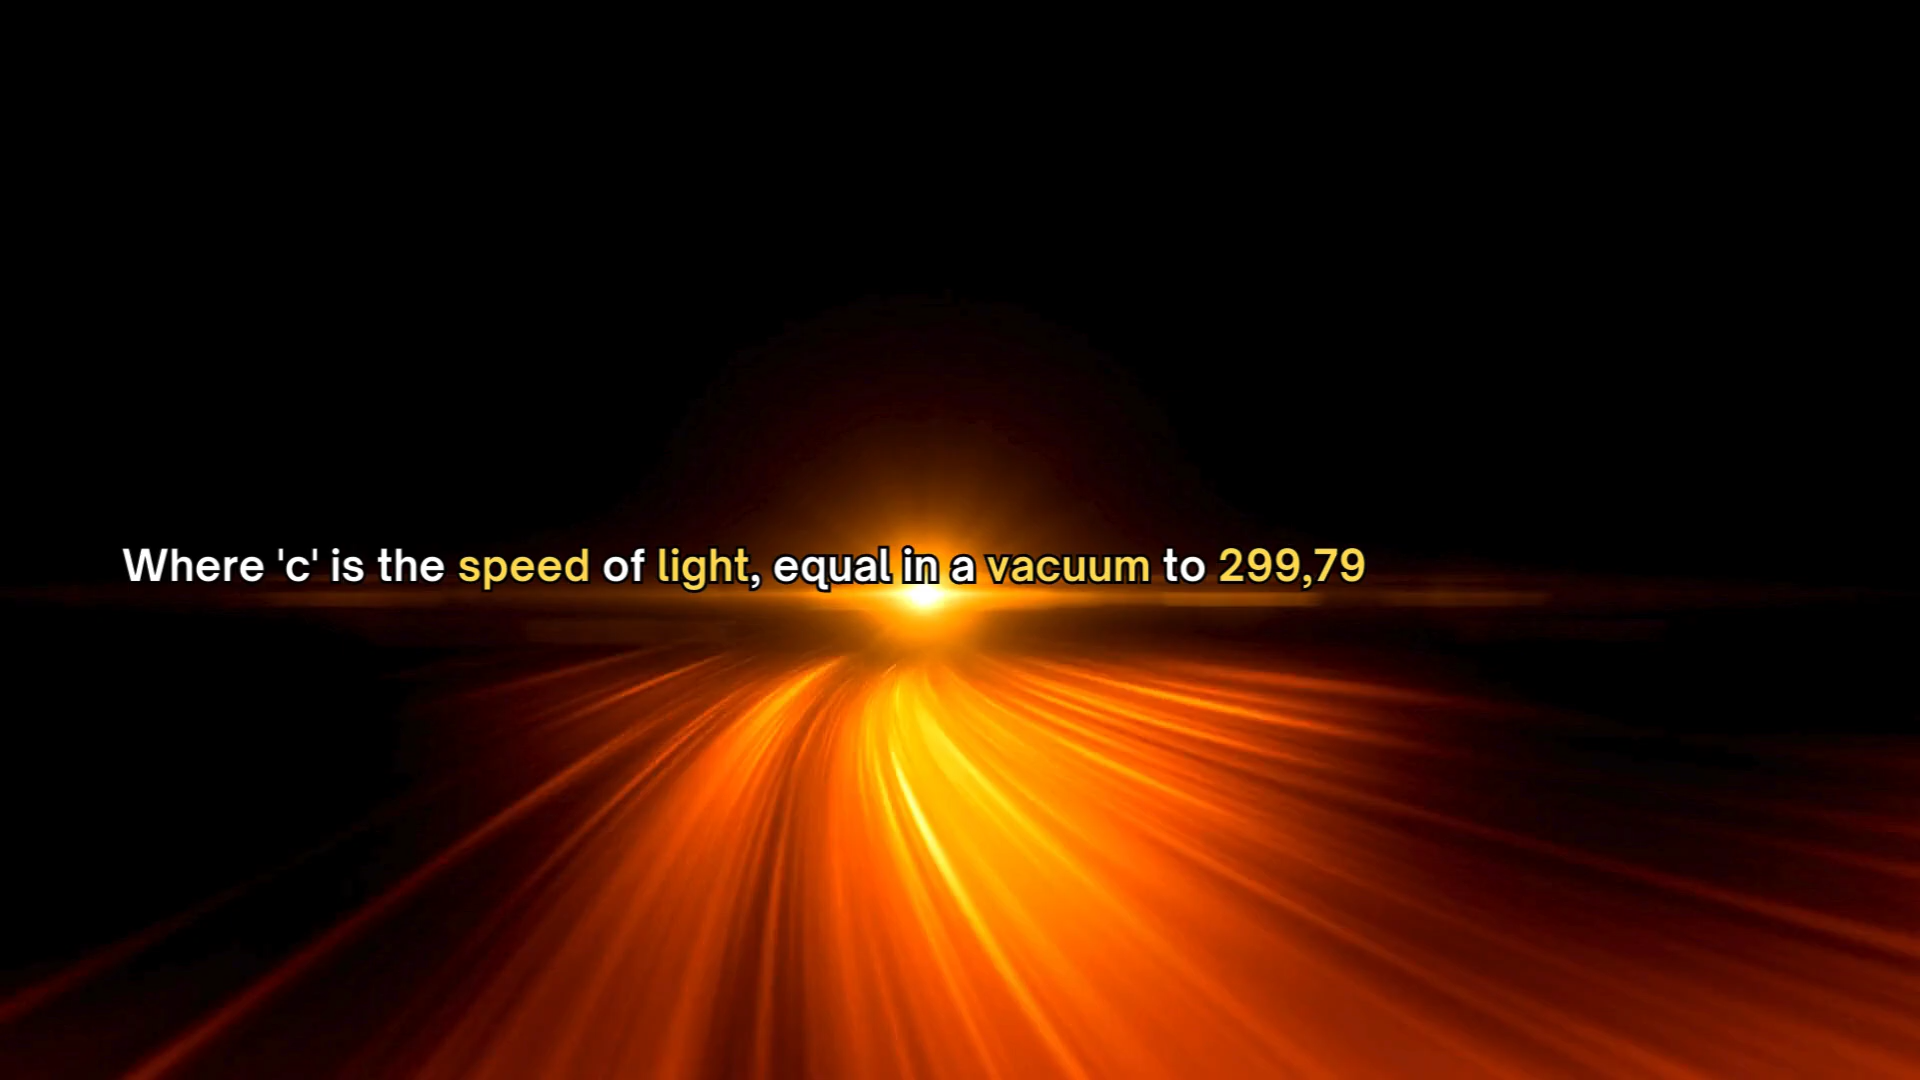 Where 'c' is the speed of light, equal in a vacuum to 299,79